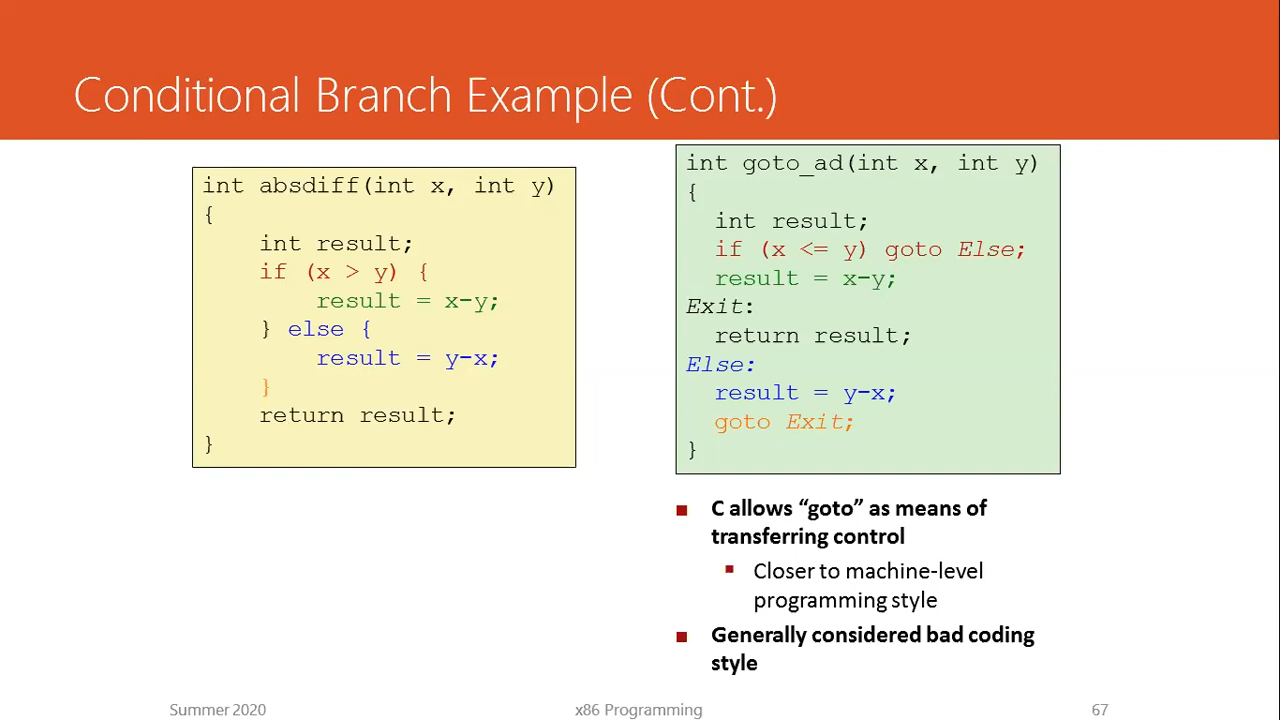 Conditional Branch Example (Cont.)
int absdiff(int x, int y)
{
    int result;
    if (x > y) {
        result = x-y;
    } else {
        result = y-x;
    }
    return result;
}
int goto_ad(int x, int y)
{
  int result;
  if (x <= y) goto Else;
  result = x-y;
Exit:
  return result;
Else:
  result = y-x;
  goto Exit;
}
■ C allows “goto” as means of
transferring control
▪ Closer to machine-level
programming style
■ Generally considered bad coding
style
Summer 2020
x86 Programming
67